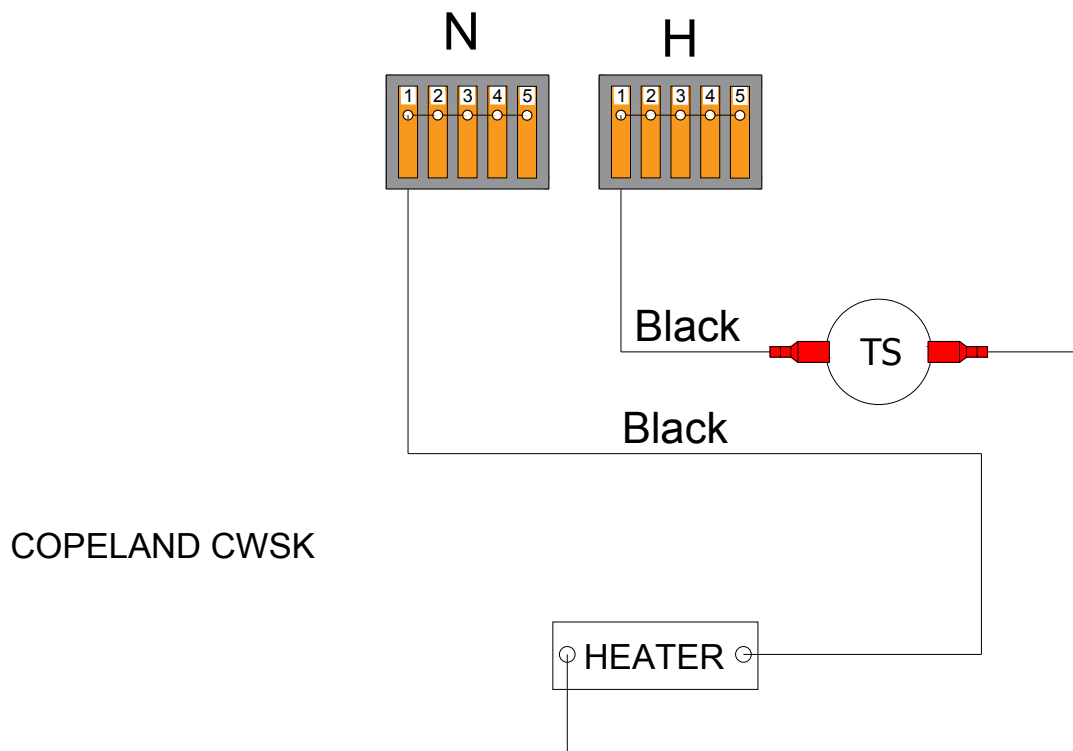 N H
1 2 3 4 5 1 2 3 4 5
Black
TS
Black
COPELAND CWSK
HEATER